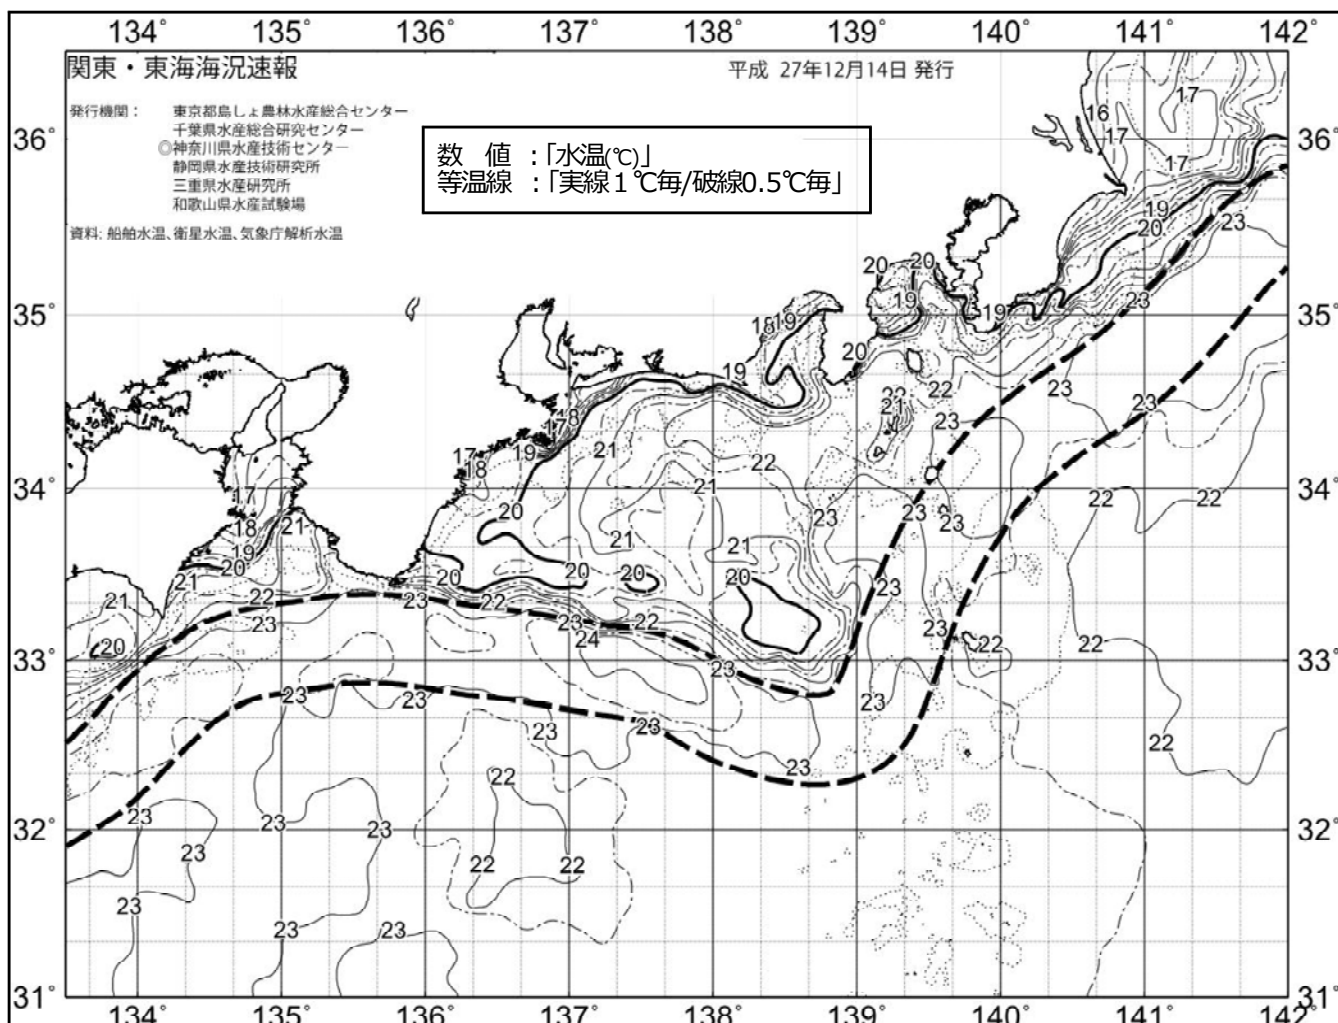 134° 135° 136° 137° 138° 139° 140° 141° 142°
関東・東海海況速報
平成 27年12月14日 発行
発行機関： 東京都島しょ農林水産総合センター
千葉県水産総合研究センター
◎神奈川県水産技術センター
静岡県水産技術研究所
三重県水産研究所
和歌山県水産試験場
資料: 船舶水温、衛星水温、気象庁解析水温
数 値 ：「水温(℃)」
等温線 ：「実線１℃毎/破線0.5℃毎」
16 17
17
17
36° 36°
19
20 23
20 20
19 23
19
35° 35°
18 19
20
19
22 23
22
21 23 23
18
17
21 22
17 19
18
34° 34°
17 20 21 23 23 22 22
18 21 23
19 21 21
20 20 20 20 20
21 22 23 22 23
21 23 23 22 23
20 24 22 22
33° 33°
23
23 23 23
23 23 22
22 23
32° 32°
23 23 23
23 22 22
23
23 23
31° 31°
134° 135° 136° 137° 138° 139° 140° 141° 142°